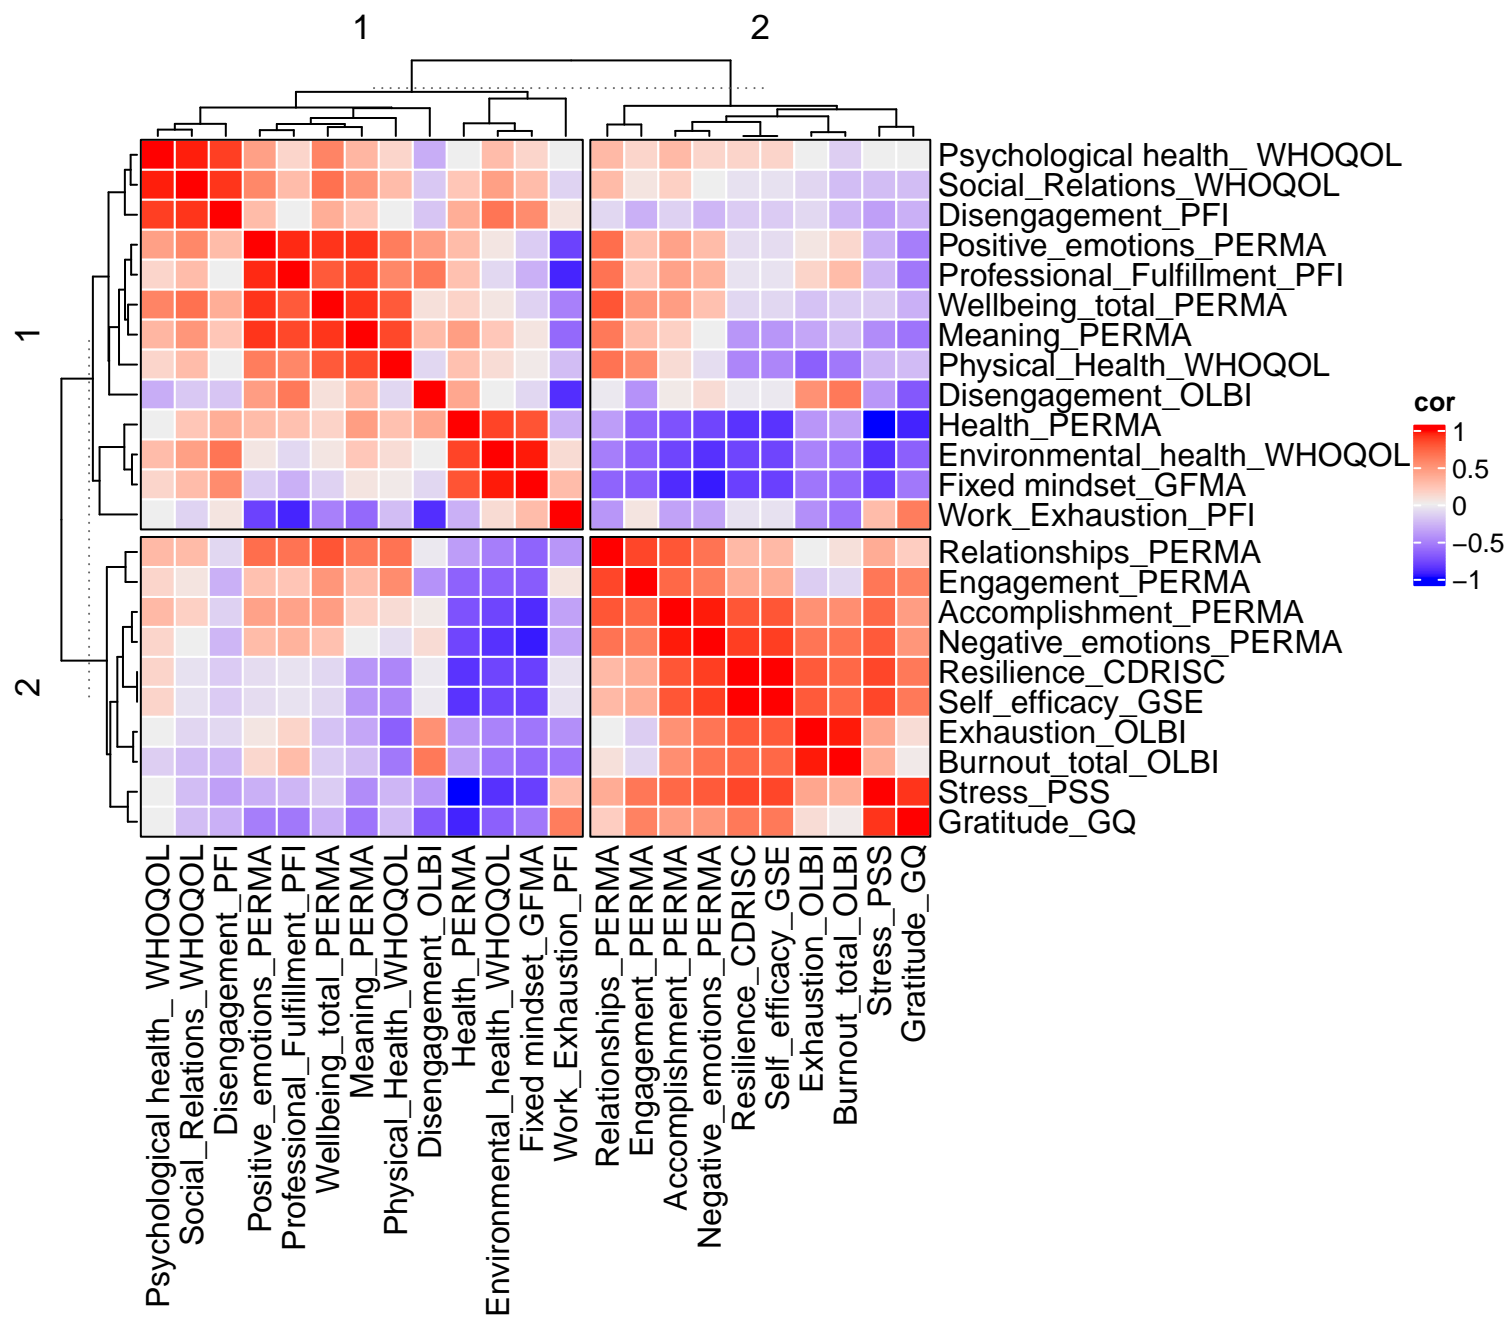 1
2
1
2
Psychological health_ WHOQOL
Social_Relations_WHOQOL
Disengagement_PFI
Positive_emotions_PERMA
Professional_Fulfillment_PFI
Wellbeing_total_PERMA
Meaning_PERMA
Physical_Health_WHOQOL
Disengagement_OLBI
Health_PERMA
Environmental_health_WHOQOL
Fixed mindset_GFMA
Work_Exhaustion_PFI
Relationships_PERMA
Engagement_PERMA
Accomplishment_PERMA
Negative_emotions_PERMA
Resilience_CDRISC
Self_efficacy_GSE
Exhaustion_OLBI
Burnout_total_OLBI
Stress_PSS
Gratitude_GQ
cor
1
0.5
0
−0.5
−1
Psychological health_ WHOQOL
Social_Relations_WHOQOL
Disengagement_PFI
Positive_emotions_PERMA
Professional_Fulfillment_PFI
Wellbeing_total_PERMA
Meaning_PERMA
Physical_Health_WHOQOL
Disengagement_OLBI
Health_PERMA
Environmental_health_WHOQOL
Fixed mindset_GFMA
Work_Exhaustion_PFI
Relationships_PERMA
Engagement_PERMA
Accomplishment_PERMA
Negative_emotions_PERMA
Resilience_CDRISC
Self_efficacy_GSE
Exhaustion_OLBI
Burnout_total_OLBI
Stress_PSS
Gratitude_GQ